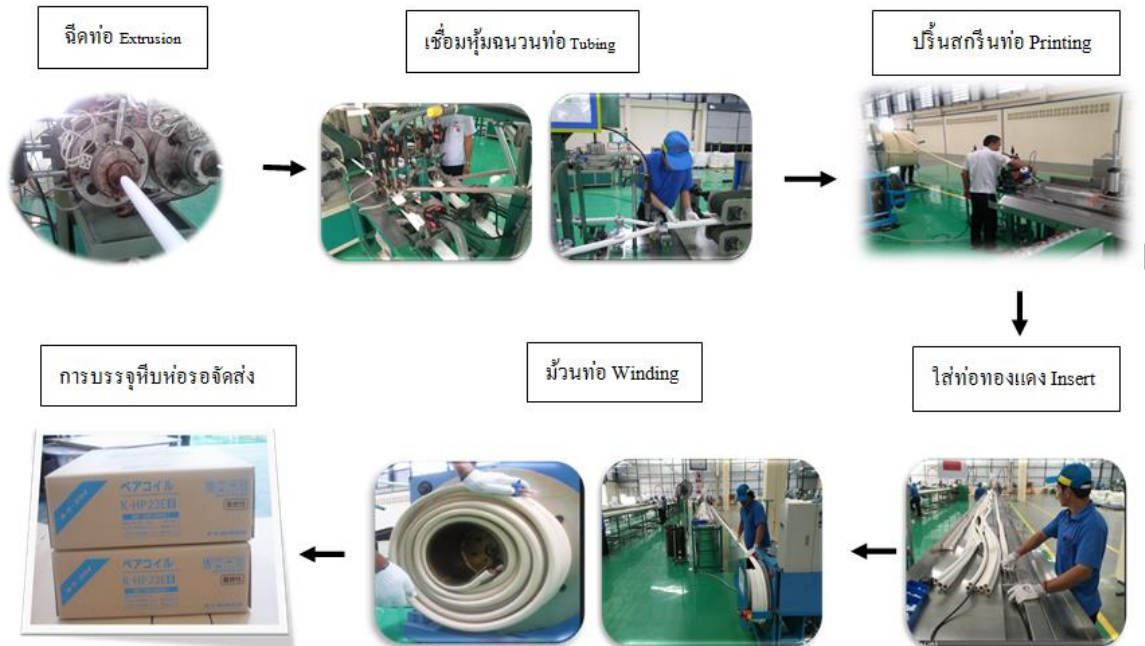 ฉีดท่อ Extrusion
เชื่อมหุ้มฉนวนท่อ Tubing
ปริ้นสกรีนท่อ Printing
การบรรจุหีบห่อรอจัดส่ง
ม้วนท่อ Winding
ใส่ท่อทองแดง Insert
ペアコイル
K-HP23E
ペアコイル
K-HP23E